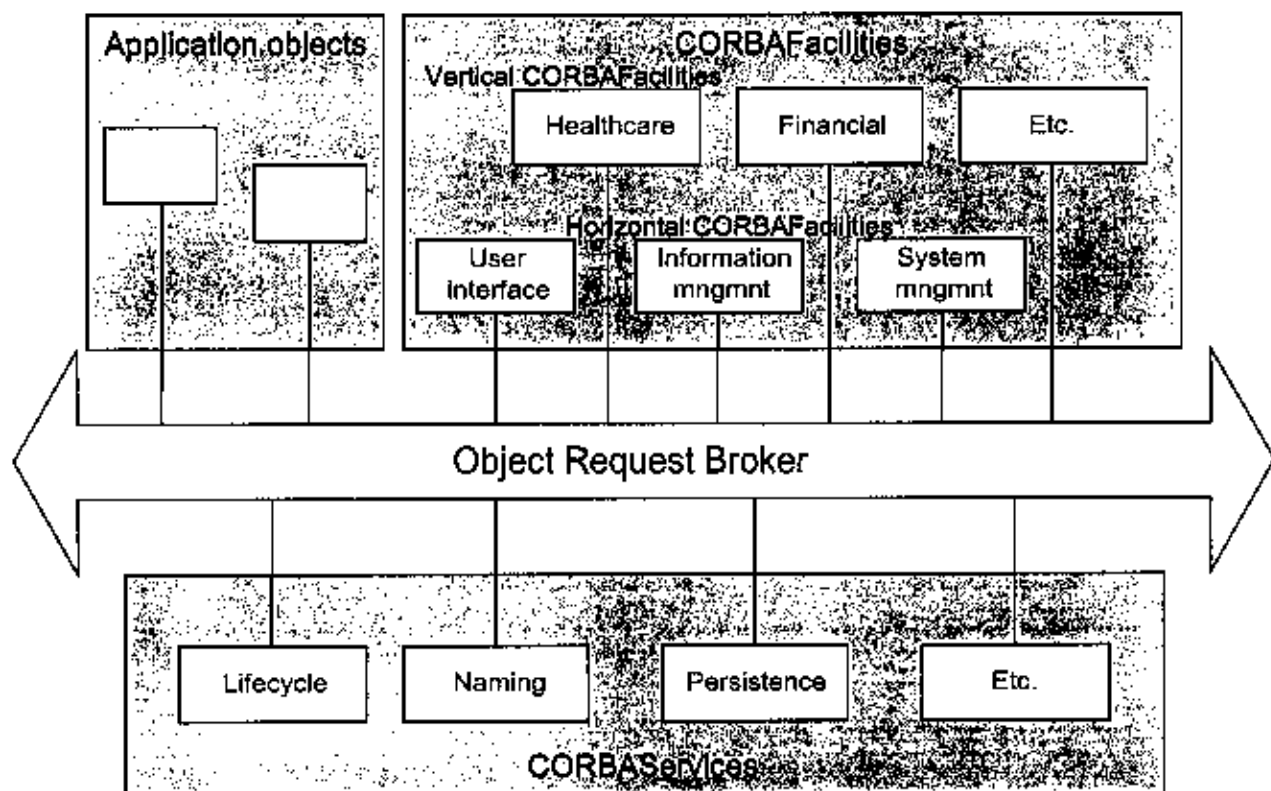 Application objects
CORBAFacilities
Vertical CORBAFacilities
Healthcare
Financial
Etc.
Horizontal CORBAFacilities
User
interface
Information
mngmnt
System
mngmnt
Object Request Broker
Lifecycle
Naming
Persistence
Etc.
CORBAServices